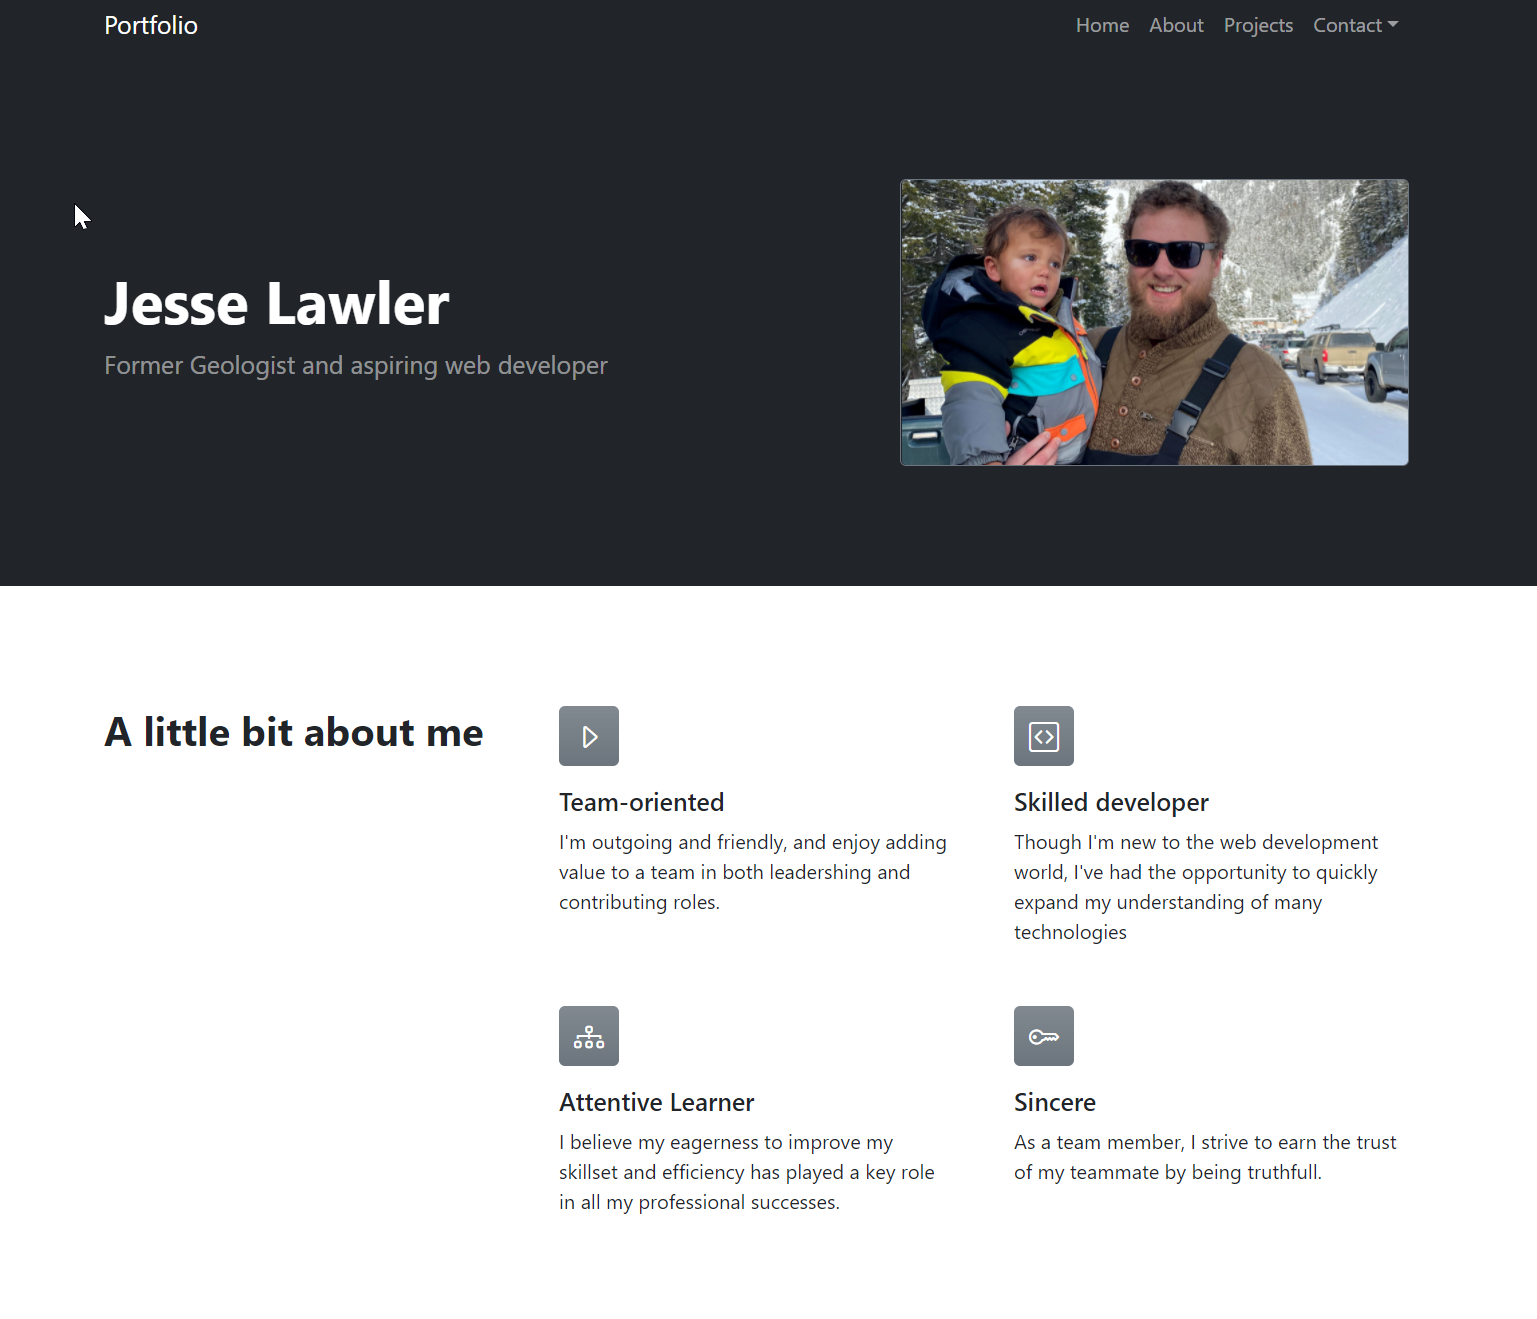 Portfolio
Home About Projects Contact
Jesse Lawler
Former Geologist and aspiring web developer
A little bit about me
Team-oriented
I'm outgoing and friendly, and enjoy adding
value to a team in both leadershing and
contributing roles.
Skilled developer
Though I'm new to the web development
world, I've had the opportunity to quickly
expand my understanding of many
technologies
Attentive Learner
I believe my eagerness to improve my
skillset and efficiency has played a key role
in all my professional successes.
Sincere
As a team member, I strive to earn the trust
of my teammate by being truthfull.